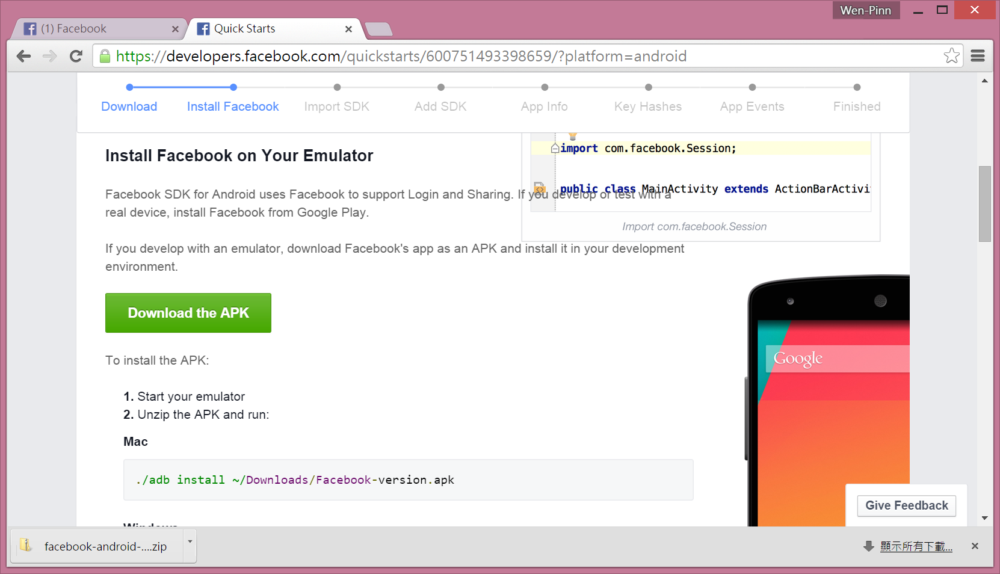 Wen-Pinn
(1) Facebook
Quick Starts
https://developers.facebook.com/quickstarts/600751493398659/?platform=android
Download
Install Facebook
Import SDK
Add SDK
App Info
Key Hashes
App Events
Finished
import com.facebook.Session;
public class MainActivity extends ActionBarActivi
Import com.facebook.Session
Install Facebook on Your Emulator
Facebook SDK for Android uses Facebook to support Login and Sharing. If you develop or test with a
real device, install Facebook from Google Play.
If you develop with an emulator, download Facebook's app as an APK and install it in your development
environment.
Download the APK
To install the APK:
1. Start your emulator
2. Unzip the APK and run:
Mac
./adb install ~/Downloads/Facebook-version.apk
Windows
Google
Give Feedback
facebook-android-....zip
顯示所有下載...